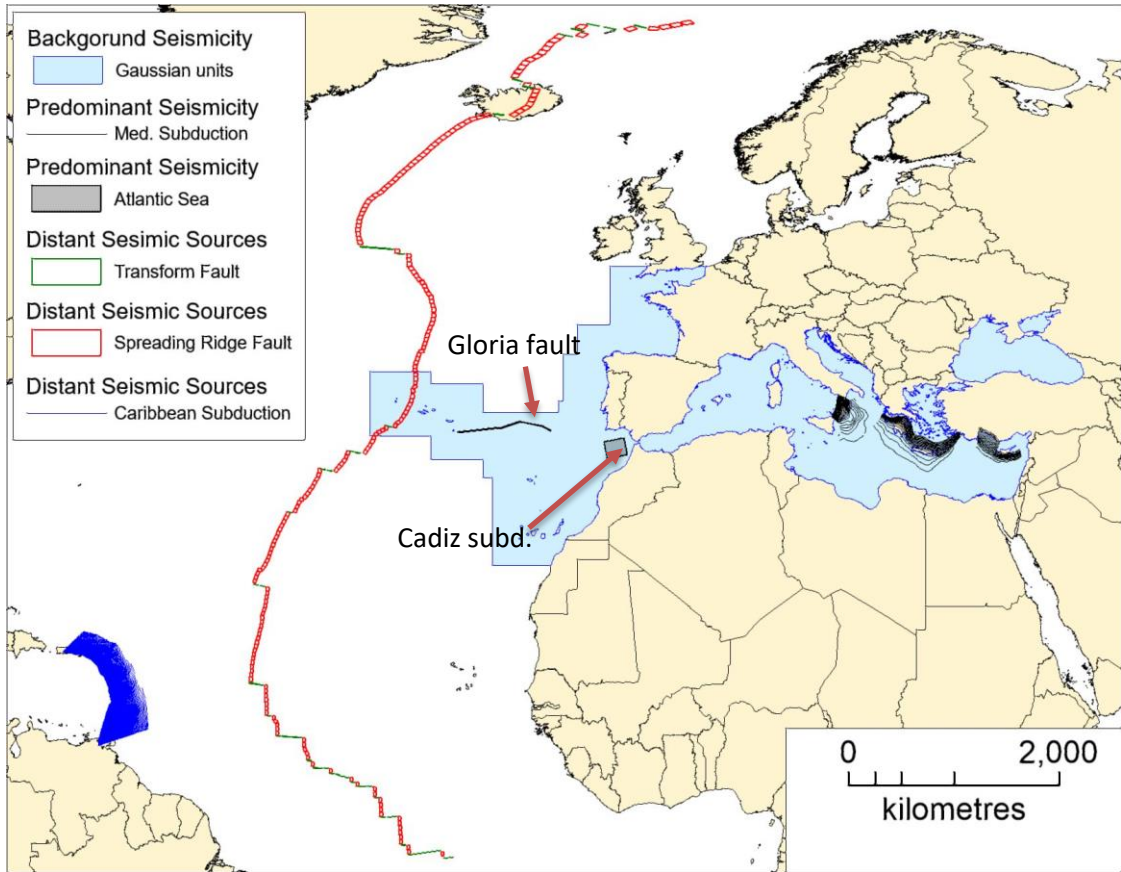 Backgorund Seismicity
Gaussian units
Predominant Seismicity
Med. Subduction
Predominant Seismicity
Atlantic Sea
Distant Sesimic Sources
Transform Fault
Distant Seismic Sources
Spreading Ridge Fault
Distant Seismic Sources
Caribbean Subduction
Gloria fault
Cadiz subd.
0 2,000
kilometres